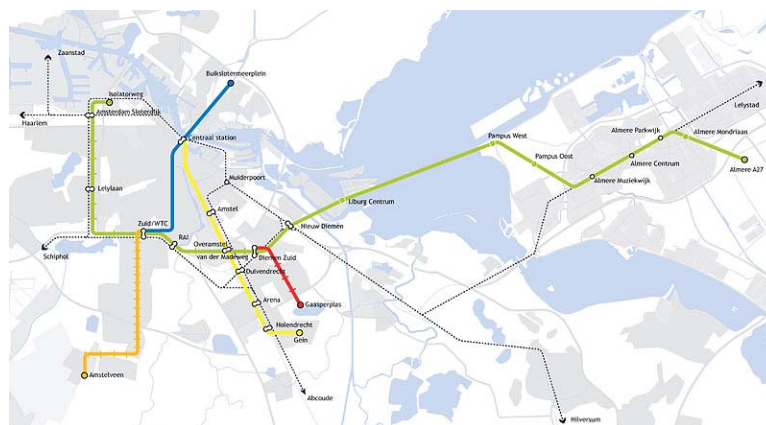 Zaanstad
Buikslotermeerplein
Isolatorweg
Lelystad
Amsterdam Sloterdijk
Haarlem
Almere Parkwijk
Almere Mondriaan
Centraal station
Pampus West
Pampus Oost
Almere Centrum
Almere A27
Almere Muziekwijk
Muiderpoort
Lelylaan
IJburg Centrum
Amstel
Zuid/WTC
Nieuw Diemen
RAI
Overamstel
van der Madeweg
Schiphol
Diemen Zuid
Duivendrecht
Arena
Gaasperplas
Holendrecht
Gein
Amstelveen
Abcoude
Hilversum